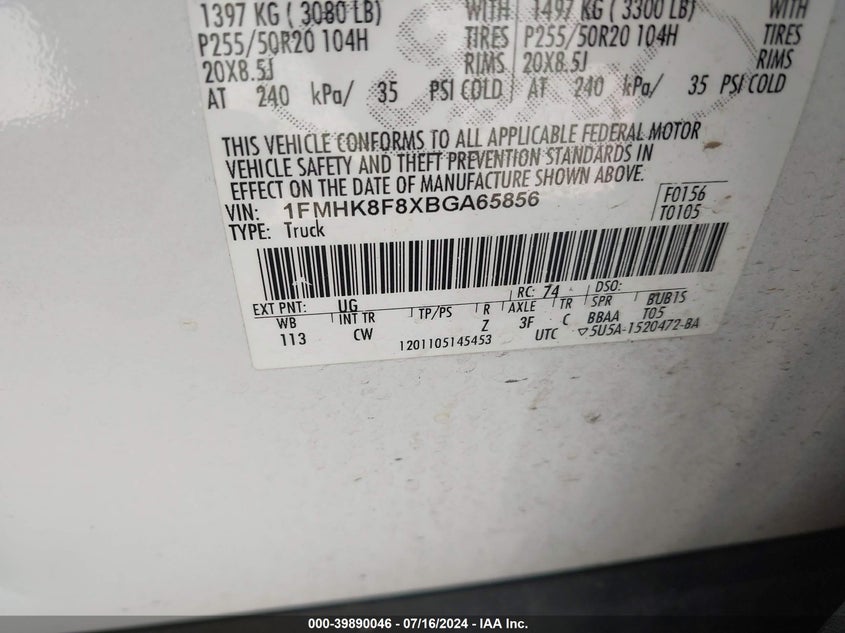 1397 KG ( 3080 LB) WITH 1497 KG ( 3300 LB) WITH
P255/50R20 104H TIRES P255/50R20 104H TIRES
20X8.5J RIMS 20X8.5J RIMS
AT 240 kPa/ 35 PSI COLD AT 240 kPa/ 35 PSI COLD
THIS VEHICLE CONFORMS TO ALL APPLICABLE FEDERAL MOTOR
VEHICLE SAFETY AND THEFT PREVENTION STANDARDS IN
EFFECT ON THE DATE OF MANUFACTURE SHOWN ABOVE.
VIN: 1FMHK8F8XBGA65856 F0156
TYPE: Truck T0105
EXT PNT: UG RC: 74 DSO:
WB INT TR TP/PS R AXLE TR SPR BUB15
113 CW Z 3F C BBAA T05
1201105145453 UTC ▽5U5A-1520472-BA
000-39890046 - 07/16/2024 - IAA Inc.